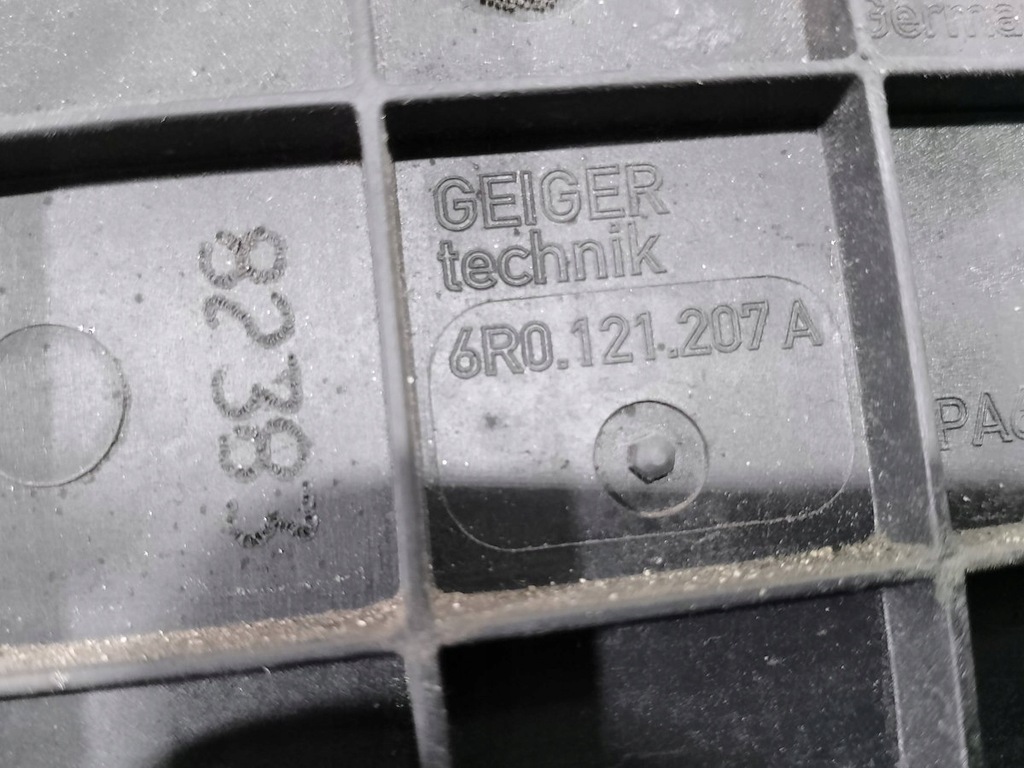 GEIGER
technik
6R0.121.207 A
82383